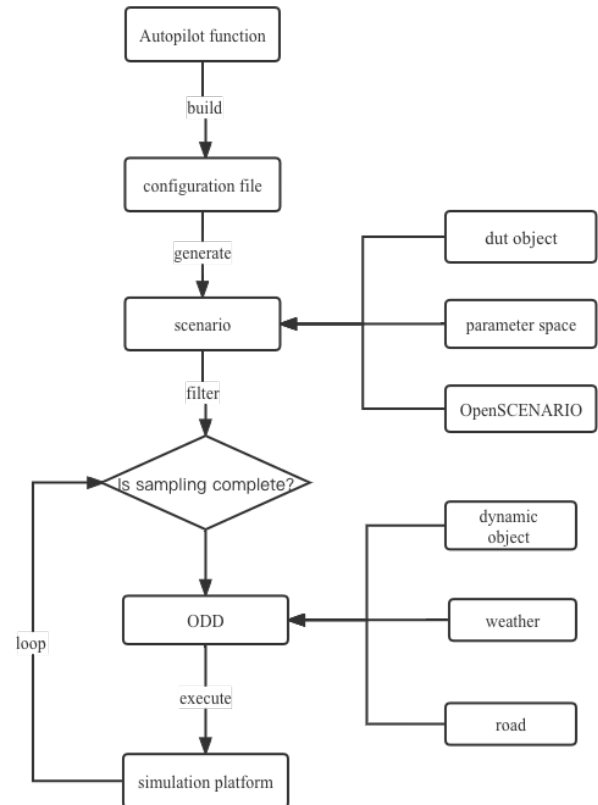 Autopilot function
build
configuration file
generate
dut object
scenario
parameter space
filter
OpenSCENARIO
Is sampling complete?
dynamic
object
ODD
weather
loop
execute
road
simulation platform